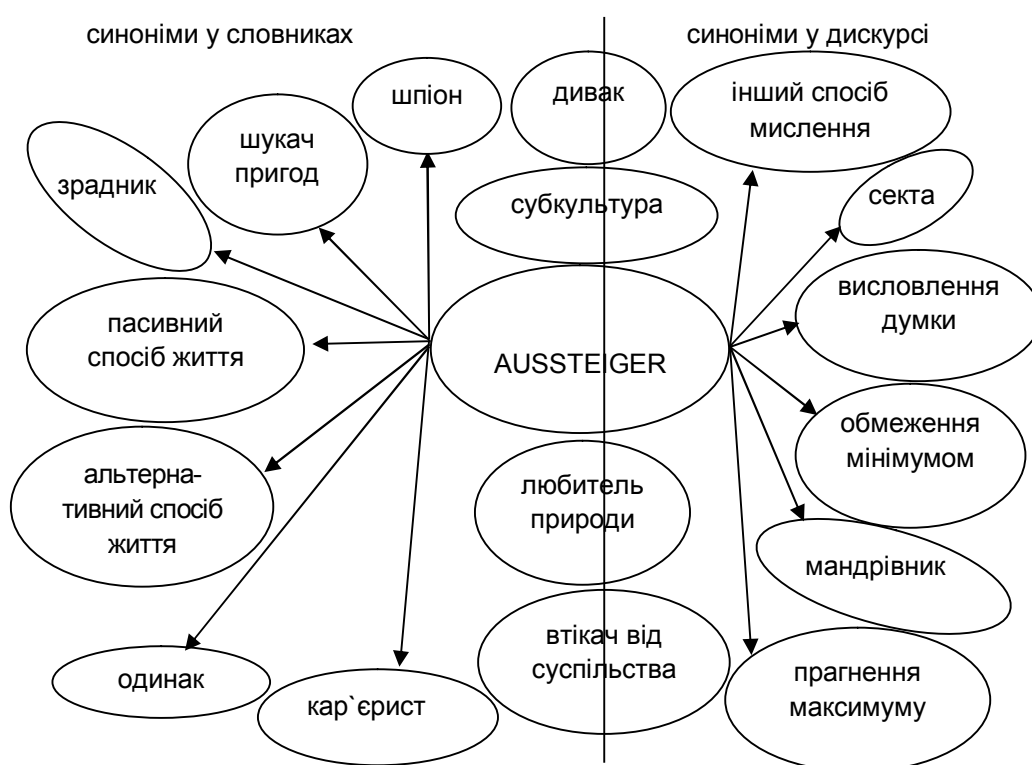 синоніми у словниках
синоніми у дискурсі
шпіон
дивак
інший спосіб
мислення
шукач
пригод
зрадник
субкультура
секта
пасивний
спосіб життя
AUSSTEIGER
висловлення
думки
альтерна-
тивний спосіб
життя
любитель
природи
обмеження
мінімумом
мандрівник
одинак
кар`єрист
втікач від
суспільства
прагнення
максимуму